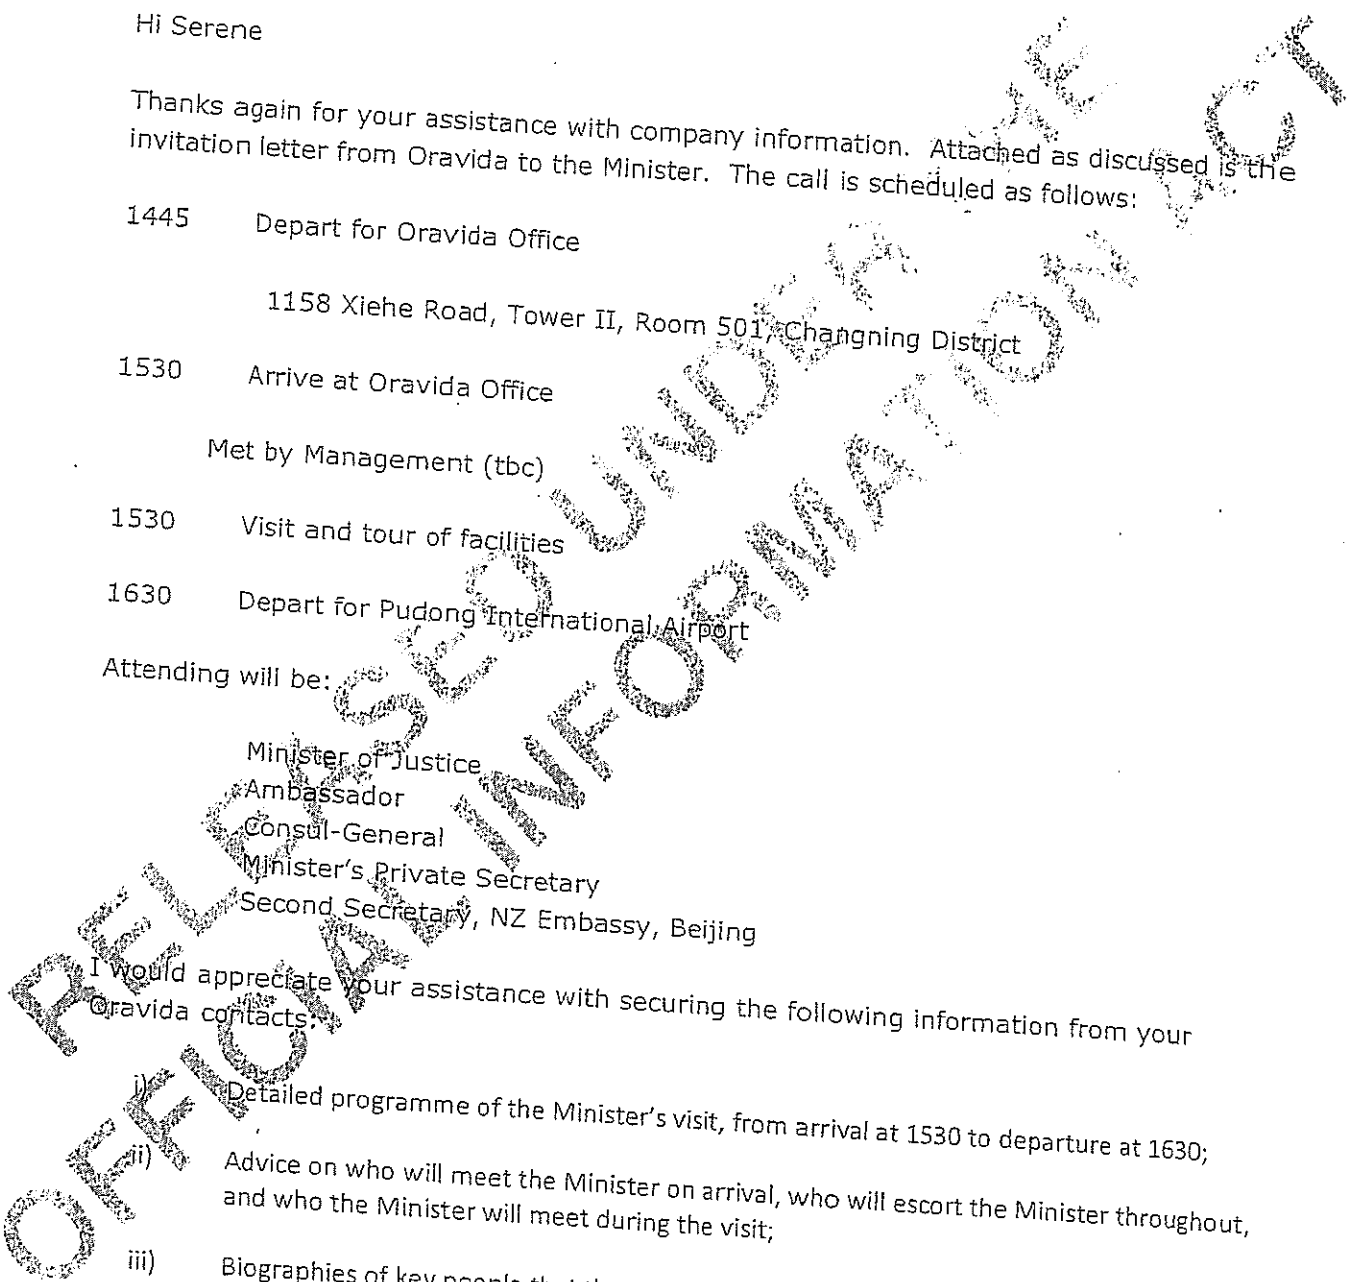 Hi Serene
Thanks again for your assistance with company information.  Attached as discussed is the
invitation letter from Oravida to the Minister.  The call is scheduled as follows:
1445 Depart for Oravida Office
1158 Xiehe Road, Tower II, Room 501, Changning District
1530 Arrive at Oravida Office
Met by Management (tbc)
1530 Visit and tour of facilities
1630 Depart for Pudong International Airport
Attending will be:
Minister of Justice
Ambassador
Consul-General
Minister's Private Secretary
Second Secretary, NZ Embassy, Beijing
I would appreciate your assistance with securing the following information from your
Oravida contacts:
i) Detailed programme of the Minister's visit, from arrival at 1530 to departure at 1630;
ii) Advice on who will meet the Minister on arrival, who will escort the Minister throughout,
and who the Minister will meet during the visit;
iii) Biographies of key people that
RELEASED UNDER THE
OFFICIAL INFORMATION ACT